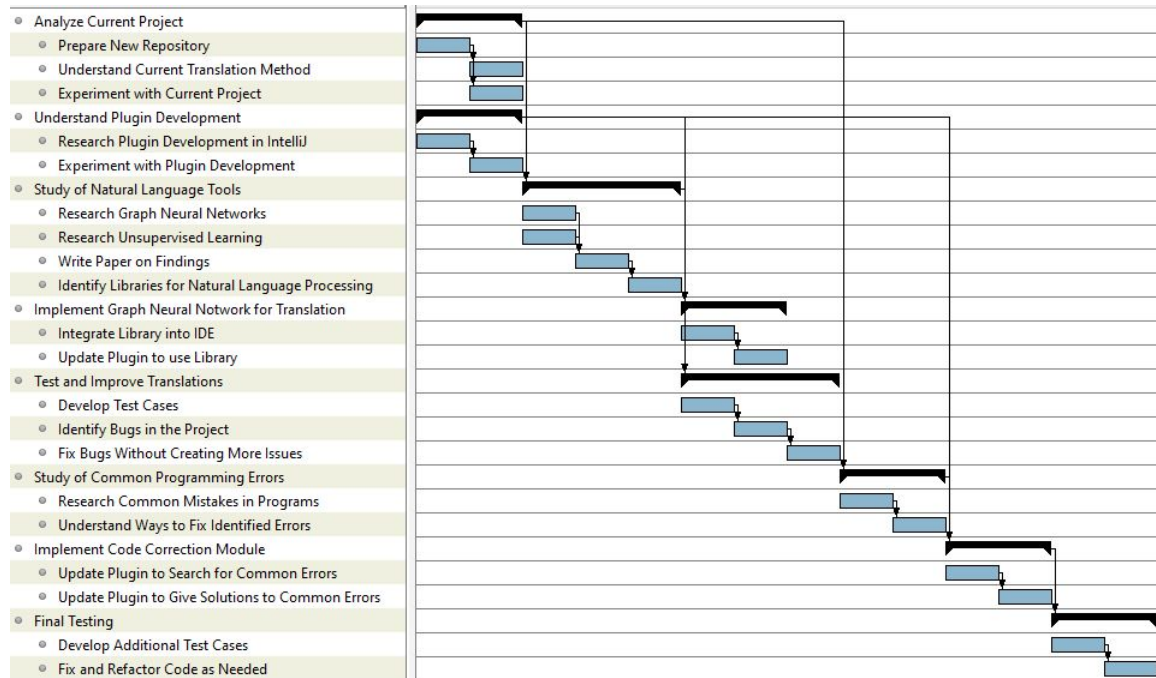 Analyze Current Project
Prepare New Repository
Understand Current Translation Method
Experiment with Current Project
Understand Plugin Development
Research Plugin Development in IntelliJ
Experiment with Plugin Development
Study of Natural Language Tools
Research Graph Neural Networks
Research Unsupervised Learning
Write Paper on Findings
Identify Libraries for Natural Language Processing
Implement Graph Neural Notwork for Translation
Integrate Library into IDE
Update Plugin to use Library
Test and Improve Translations
Develop Test Cases
Identify Bugs in the Project
Fix Bugs Without Creating More Issues
Study of Common Programming Errors
Research Common Mistakes in Programs
Understand Ways to Fix Identified Errors
Implement Code Correction Module
Update Plugin to Search for Common Errors
Update Plugin to Give Solutions to Common Errors
Final Testing
Develop Additional Test Cases
Fix and Refactor Code as Needed